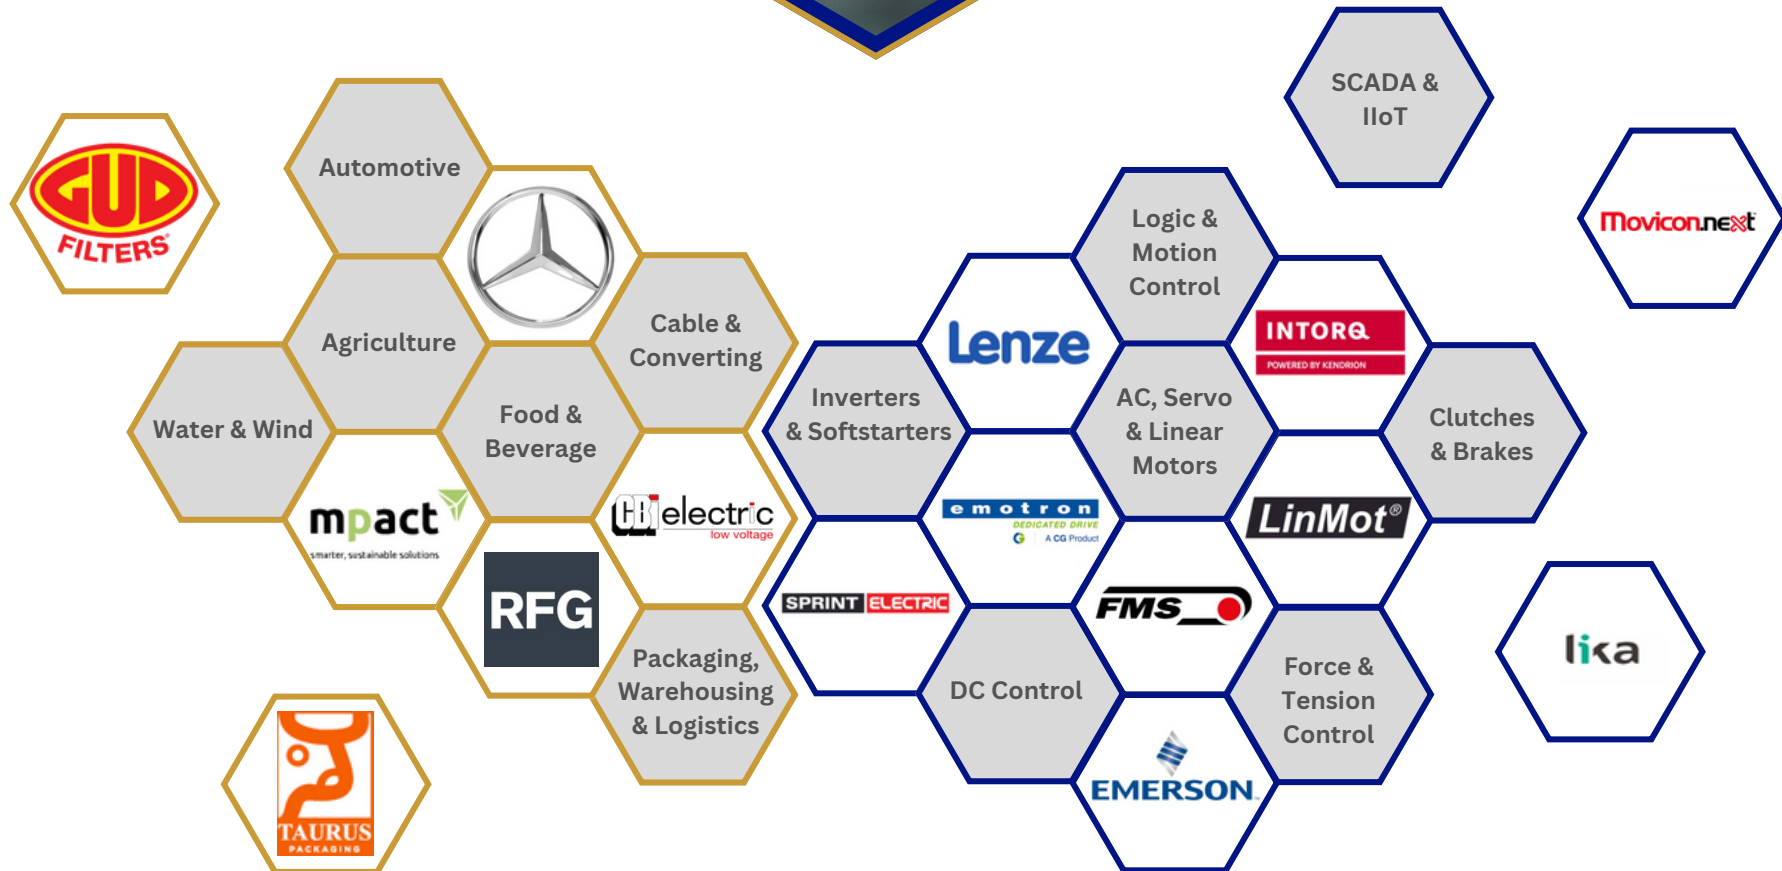 SCADA &
IIoT
GUD
FILTERS®
Automotive
Movicon.next
Logic &
Motion
Control
Cable &
Converting
Lenze
INTORQ
POWERED BY KENDRION
Agriculture
Water & Wind
Food &
Beverage
Inverters
& Softstarters
AC, Servo
& Linear
Motors
Clutches
& Brakes
mpact
smarter, sustainable solutions
CBi electric
low voltage
emotron
DEDICATED DRIVE
A CG Product
LinMot®
RFG
SPRINT ELECTRIC
FMS
lika
Packaging,
Warehousing
& Logistics
DC Control
Force &
Tension
Control
EMERSON
TAURUS
PACKAGING